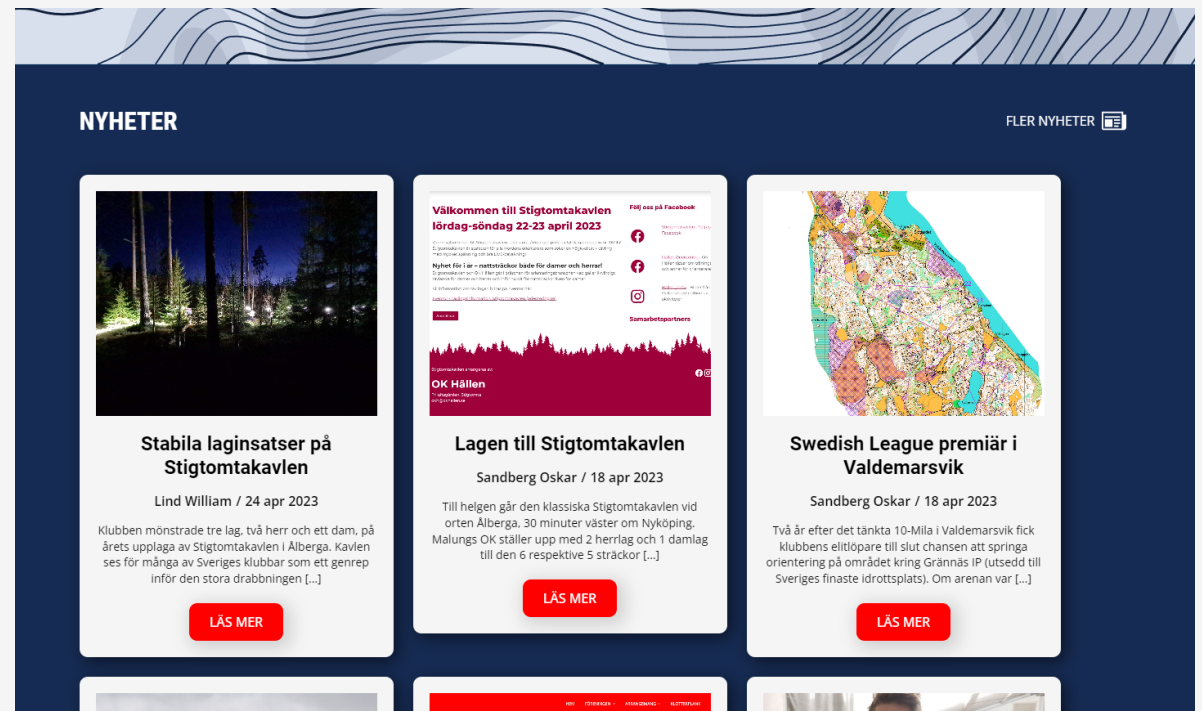 NYHETER
FLER NYHETER
Välkommen till Stigtomtakavlen
lördag-söndag 22-23 april 2023
Nyhet för i år – nattsträckor både för damer och herrar!
Följ oss på Facebook
Samarbetspartners
OK Hällen
Stabila laginsatser på
Stigtomtakavlen
Lind William / 24 apr 2023
Klubben mönstrade tre lag, två herr och ett dam, på
årets upplaga av Stigtomtakavlen i Ålberga. Kavlen
ses för många av Sveriges klubbar som ett genrep
inför den stora drabbningen [...]
LÄS MER
Lagen till Stigtomtakavlen
Sandberg Oskar / 18 apr 2023
Till helgen går den klassiska Stigtomtakavlen vid
orten Ålberga, 30 minuter väster om Nyköping.
Malungs OK ställer upp med 2 herrlag och 1 damlag
till den 6 respektive 5 sträckor [...]
LÄS MER
Swedish League premiär i
Valdemarsvik
Sandberg Oskar / 18 apr 2023
Två år efter det tänkta 10-Mila i Valdemarsvik fick
klubbens elitlöpare till slut chansen att springa
orientering på området kring Grännäs IP (utsedd till
Sveriges finaste idrottsplats). Om arenan var [...]
LÄS MER
HEM FÖRENINGEN ARRANGEMANG KLOTTERPLANK